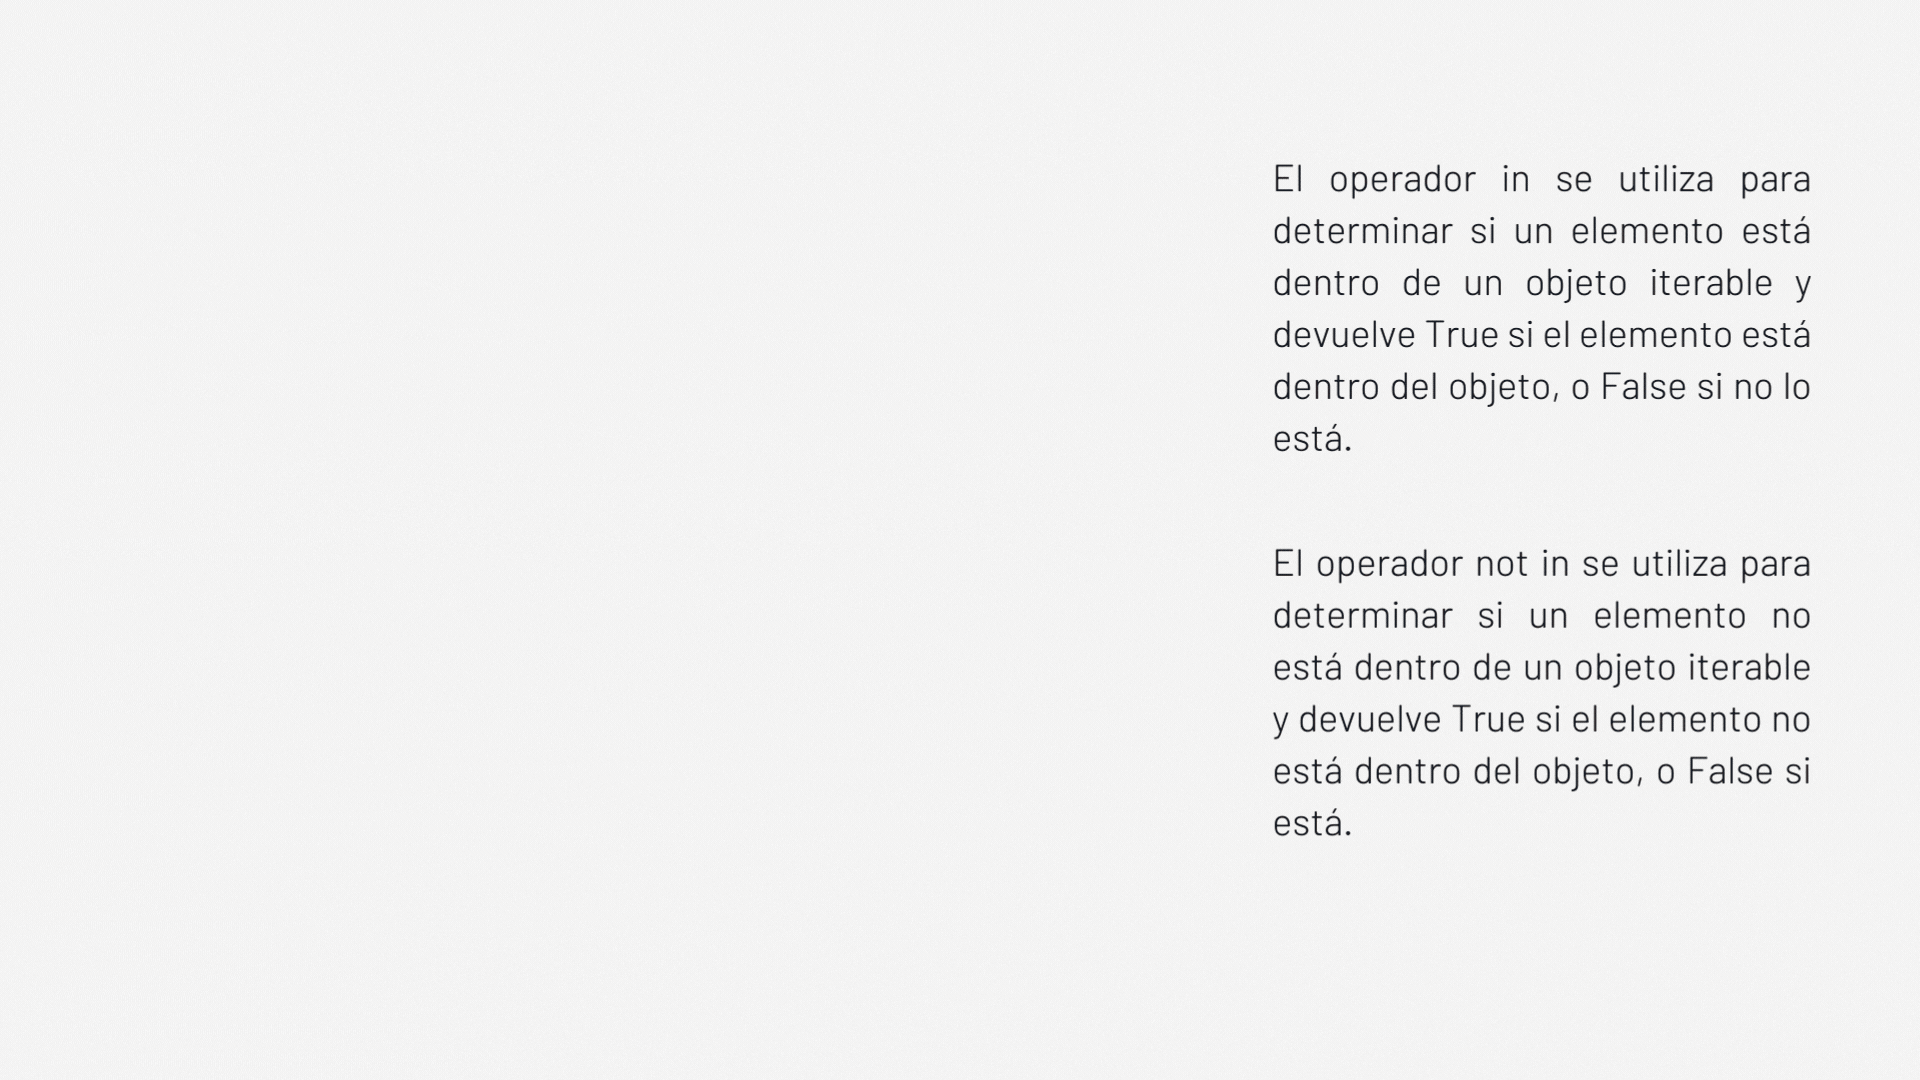 El operador in se utiliza para
determinar si un elemento está
dentro de un objeto iterable y
devuelve True si el elemento está
dentro del objeto, o False si no lo
está.
El operador not in se utiliza para
determinar si un elemento no
está dentro de un objeto iterable
y devuelve True si el elemento no
está dentro del objeto, o False si
está.